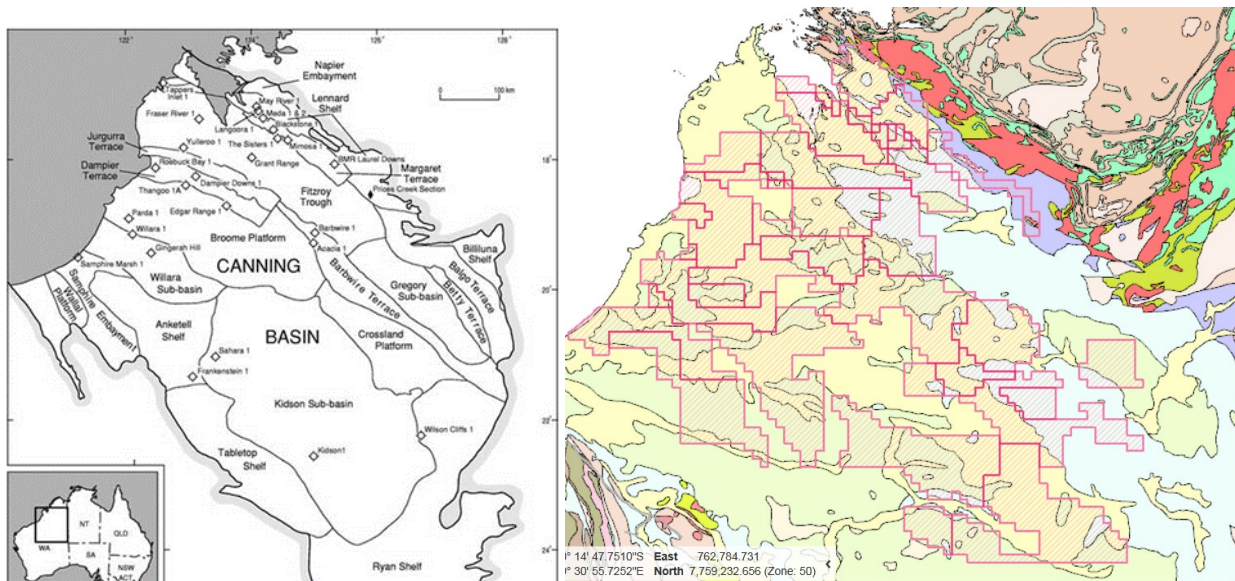 122°
124°
126°
128°
Napier
Embayment
Tappers
Inlet 1
May River 1
Meda 1 & 2
Lennard
Shelf
0 100 km
Fraser River 1
Langoora 1
Blackstone 1
Jurgurra
Terrace
Yulleroo 1
The Sisters 1
Mimosa 1
18°
Roebuck Bay 1
Grant Range
BMR Laurel Downs
Dampier
Terrace
Margaret
Terrace
Thangoo 1A
Dampier Downs 1
Fitzroy
Trough
Prices Creek Section
Parda 1
Edgar Range 1
Willara 1
Broome Platform
Barbwire 1
Acacia 1
Gingerah Hill
Billiluna
Shelf
Samphire Marsh 1
CANNING
Balgo Terrace
Betty Terrace
Willara
Sub-basin
Barbwire Terrace
Gregory
Sub-basin
20°
Wallal
Platform
Samphire Embayment
Anketell
Shelf
BASIN
Crossland
Platform
Sahara 1
Frankenstein 1
Kidson Sub-basin
22°
Wilson Cliffs 1
Tabletop
Shelf
Kidson1
WA
NT
QLD
SA
NSW
ACT
Ryan Shelf
24°
° 14' 47.7510"S East 762,784.731
° 30' 55.7252"E North 7,759,232.656 (Zone: 50)